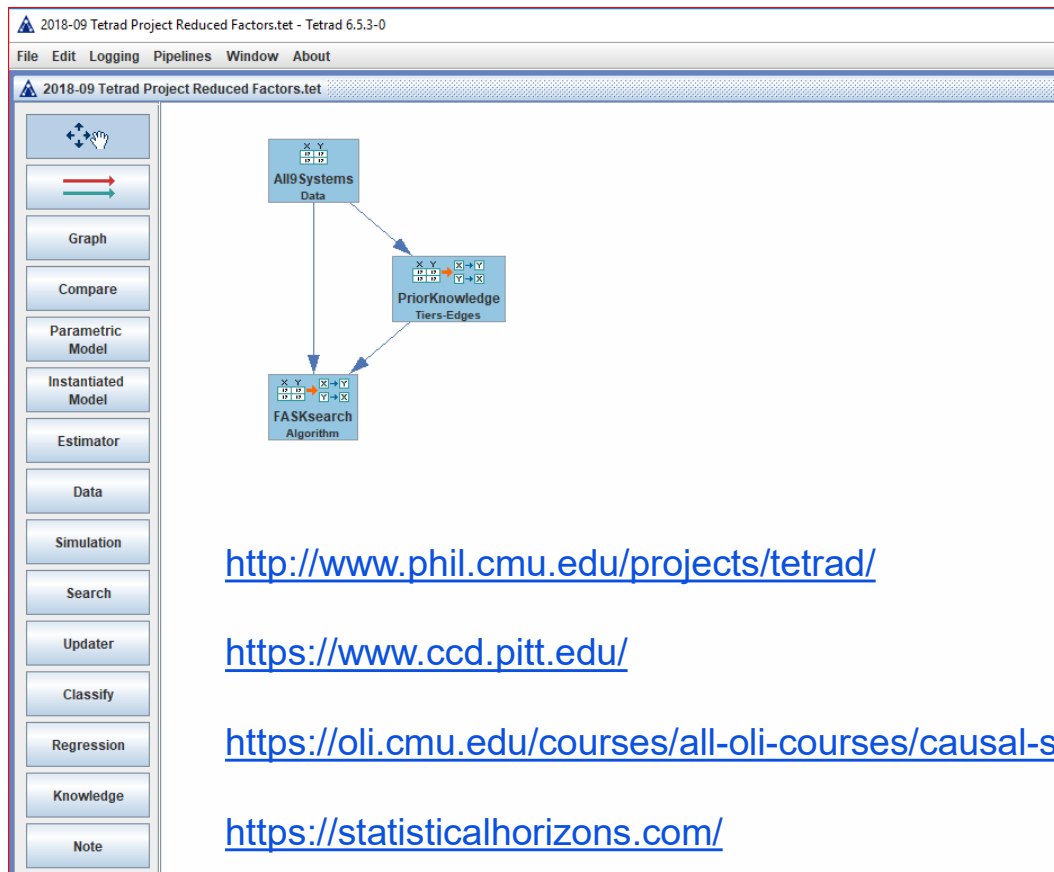 2018-09 Tetrad Project Reduced Factors.tet - Tetrad 6.5.3-0
File Edit Logging Pipelines Window About
2018-09 Tetrad Project Reduced Factors.tet
Graph
Compare
Parametric
Model
Instantiated
Model
Estimator
Data
Simulation
Search
Updater
Classify
Regression
Knowledge
Note
X Y
All9Systems
Data
X Y X→Y
Y→X
PriorKnowledge
Tiers-Edges
X Y X→Y
Y→X
FASKsearch
Algorithm
http://www.phil.cmu.edu/projects/tetrad/
https://www.ccd.pitt.edu/
https://oli.cmu.edu/courses/all-oli-courses/causal-s
https://statisticalhorizons.com/